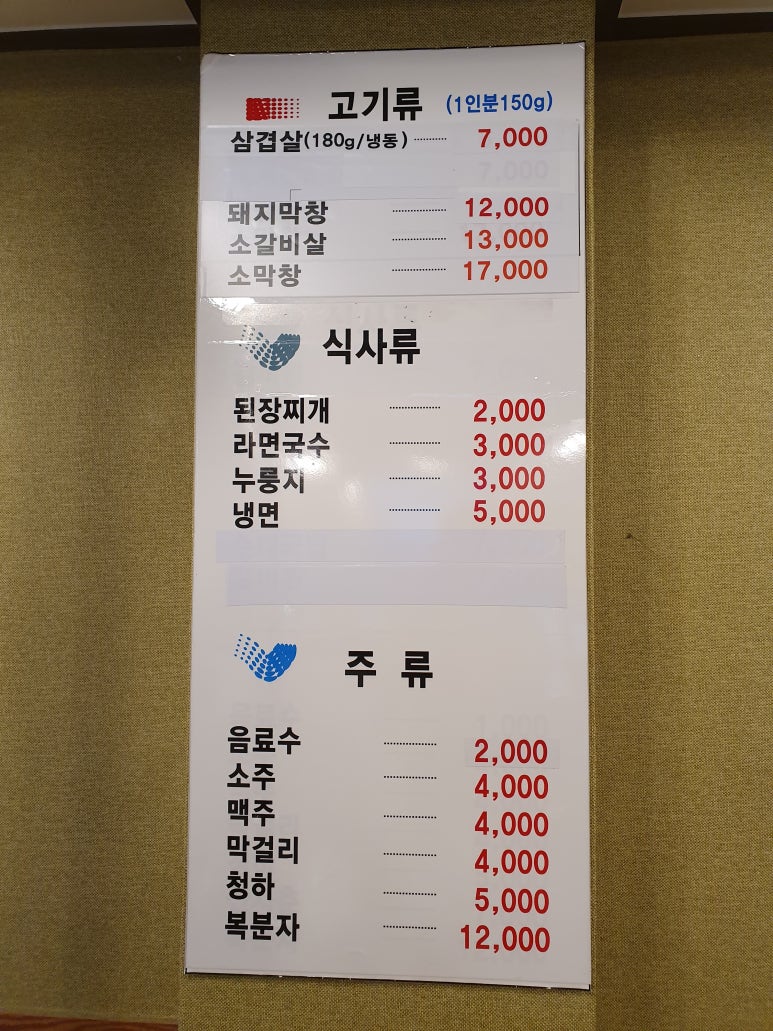 고기류 (1인분150g)
삼겹살(180g/냉동) ............ 7,000
돼지막창 .................... 12,000
소갈비살 .................... 13,000
소막창 .................... 17,000
식사류
된장찌개 .................... 2,000
라면국수 .................... 3,000
누룽지 .................... 3,000
냉면 .................... 5,000
주 류
음료수 .................... 2,000
소주 .................... 4,000
맥주 .................... 4,000
막걸리 .................... 4,000
청하 .................... 5,000
복분자 .................... 12,000